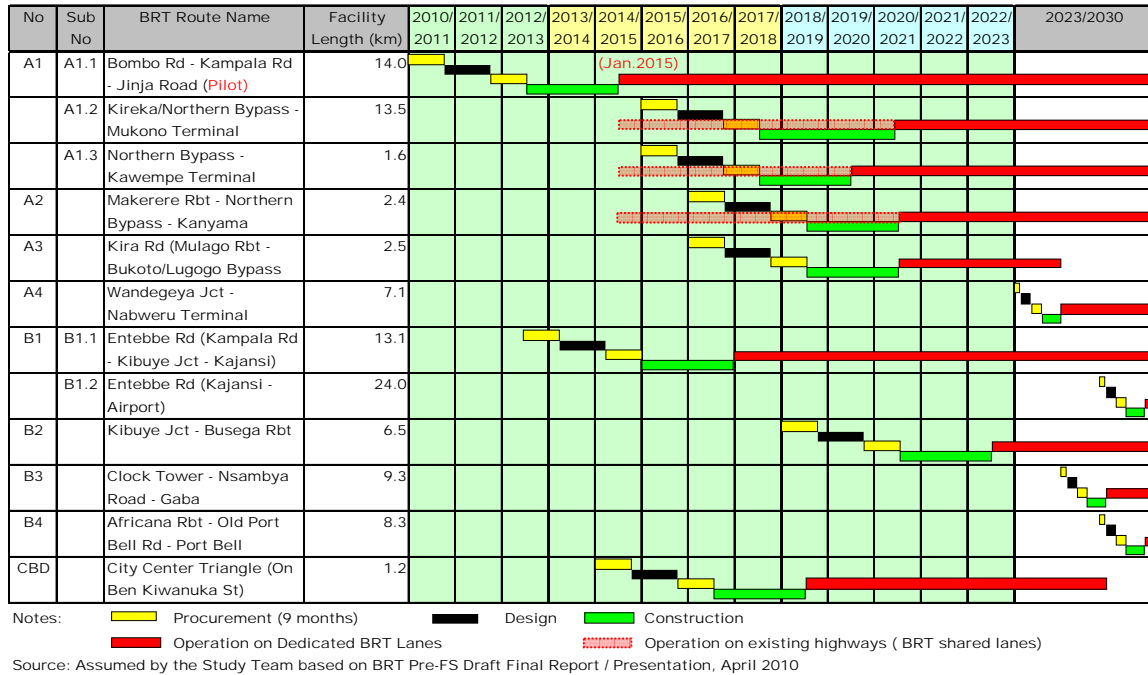 No Sub No BRT Route Name Facility Length (km) 2010/2011 2011/2012 2012/2013 2013/2014 2014/2015 2015/2016 2016/2017 2017/2018 2018/2019 2019/2020 2020/2021 2021/2022 2022/2023 2023/2030
A1 A1.1 Bombo Rd - Kampala Rd 14.0 (Jan.2015)
- Jinja Road (Pilot)
A1.2 Kireka/Northern Bypass - 13.5
Mukono Terminal
A1.3 Northern Bypass - 1.6
Kawempe Terminal
A2 Makerere Rbt - Northern 2.4
Bypass - Kanyama
A3 Kira Rd (Mulago Rbt - 2.5
Bukoto/Lugogo Bypass
A4 Wandegeya Jct - 7.1
Nabweru Terminal
B1 B1.1 Entebbe Rd (Kampala Rd 13.1
- Kibuye Jct - Kajansi)
B1.2 Entebbe Rd (Kajansi - 24.0
Airport)
B2 Kibuye Jct - Busega Rbt 6.5
B3 Clock Tower - Nsambya 9.3
Road - Gaba
B4 Africana Rbt - Old Port 8.3
Bell Rd - Port Bell
CBD City Center Triangle (On 1.2
Ben Kiwanuka St)
Notes: Procurement (9 months) Design Construction
Operation on Dedicated BRT Lanes Operation on existing highways ( BRT shared lanes)
Source: Assumed by the Study Team based on BRT Pre-FS Draft Final Report / Presentation, April 2010